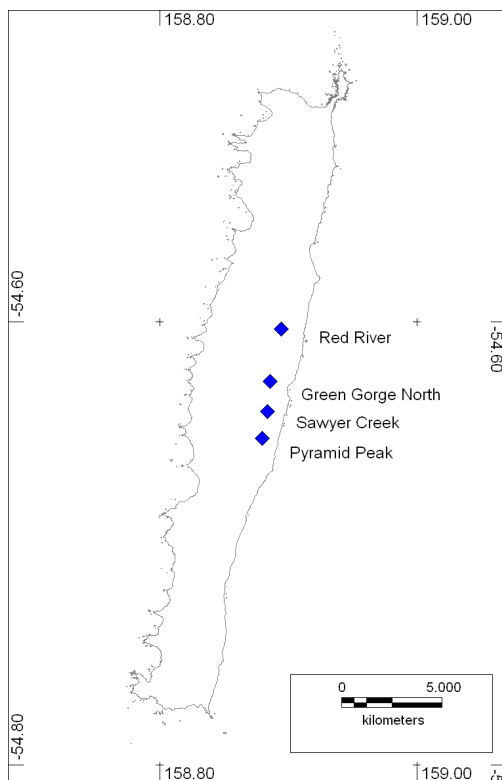 158.80
159.00
-54.60
-54.60
Red River
Green Gorge North
Sawyer Creek
Pyramid Peak
0
5.000
kilometers
-54.80
158.80
159.00